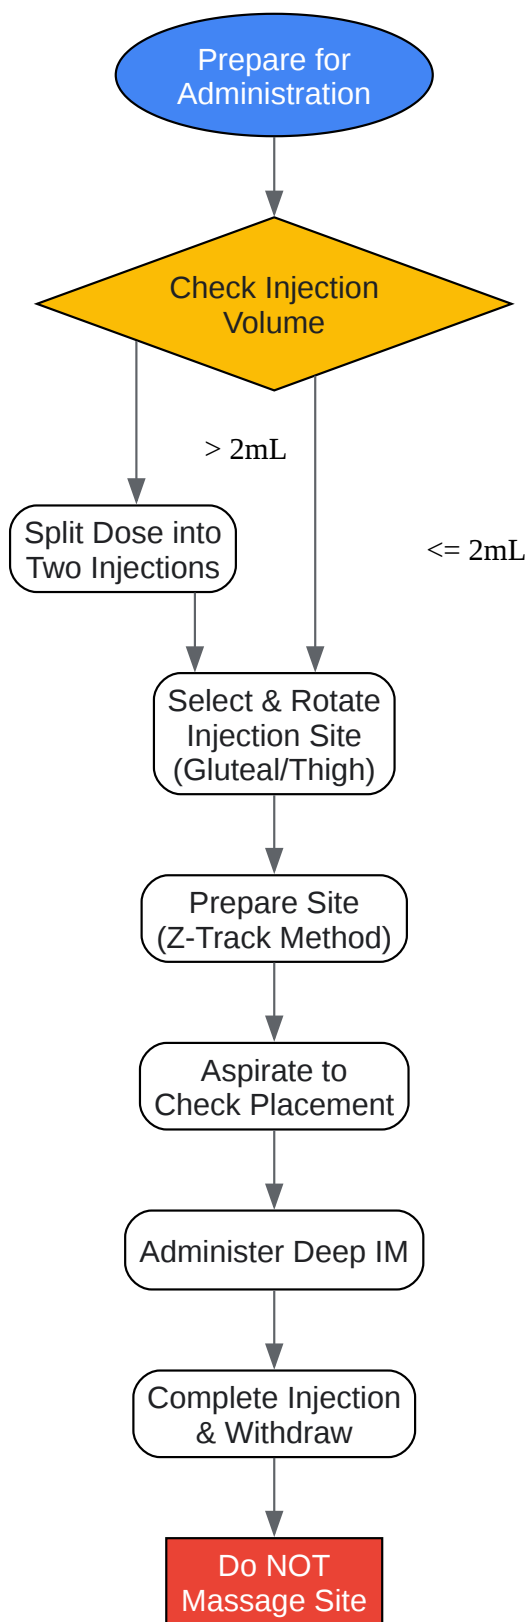 Prepare for
Administration
Check Injection
Volume
> 2mL
Split Dose into
Two Injections
<= 2mL
Select & Rotate
Injection Site
(Gluteal/Thigh)
Prepare Site
(Z-Track Method)
Aspirate to
Check Placement
Administer Deep IM
Complete Injection
& Withdraw
Do NOT
Massage Site